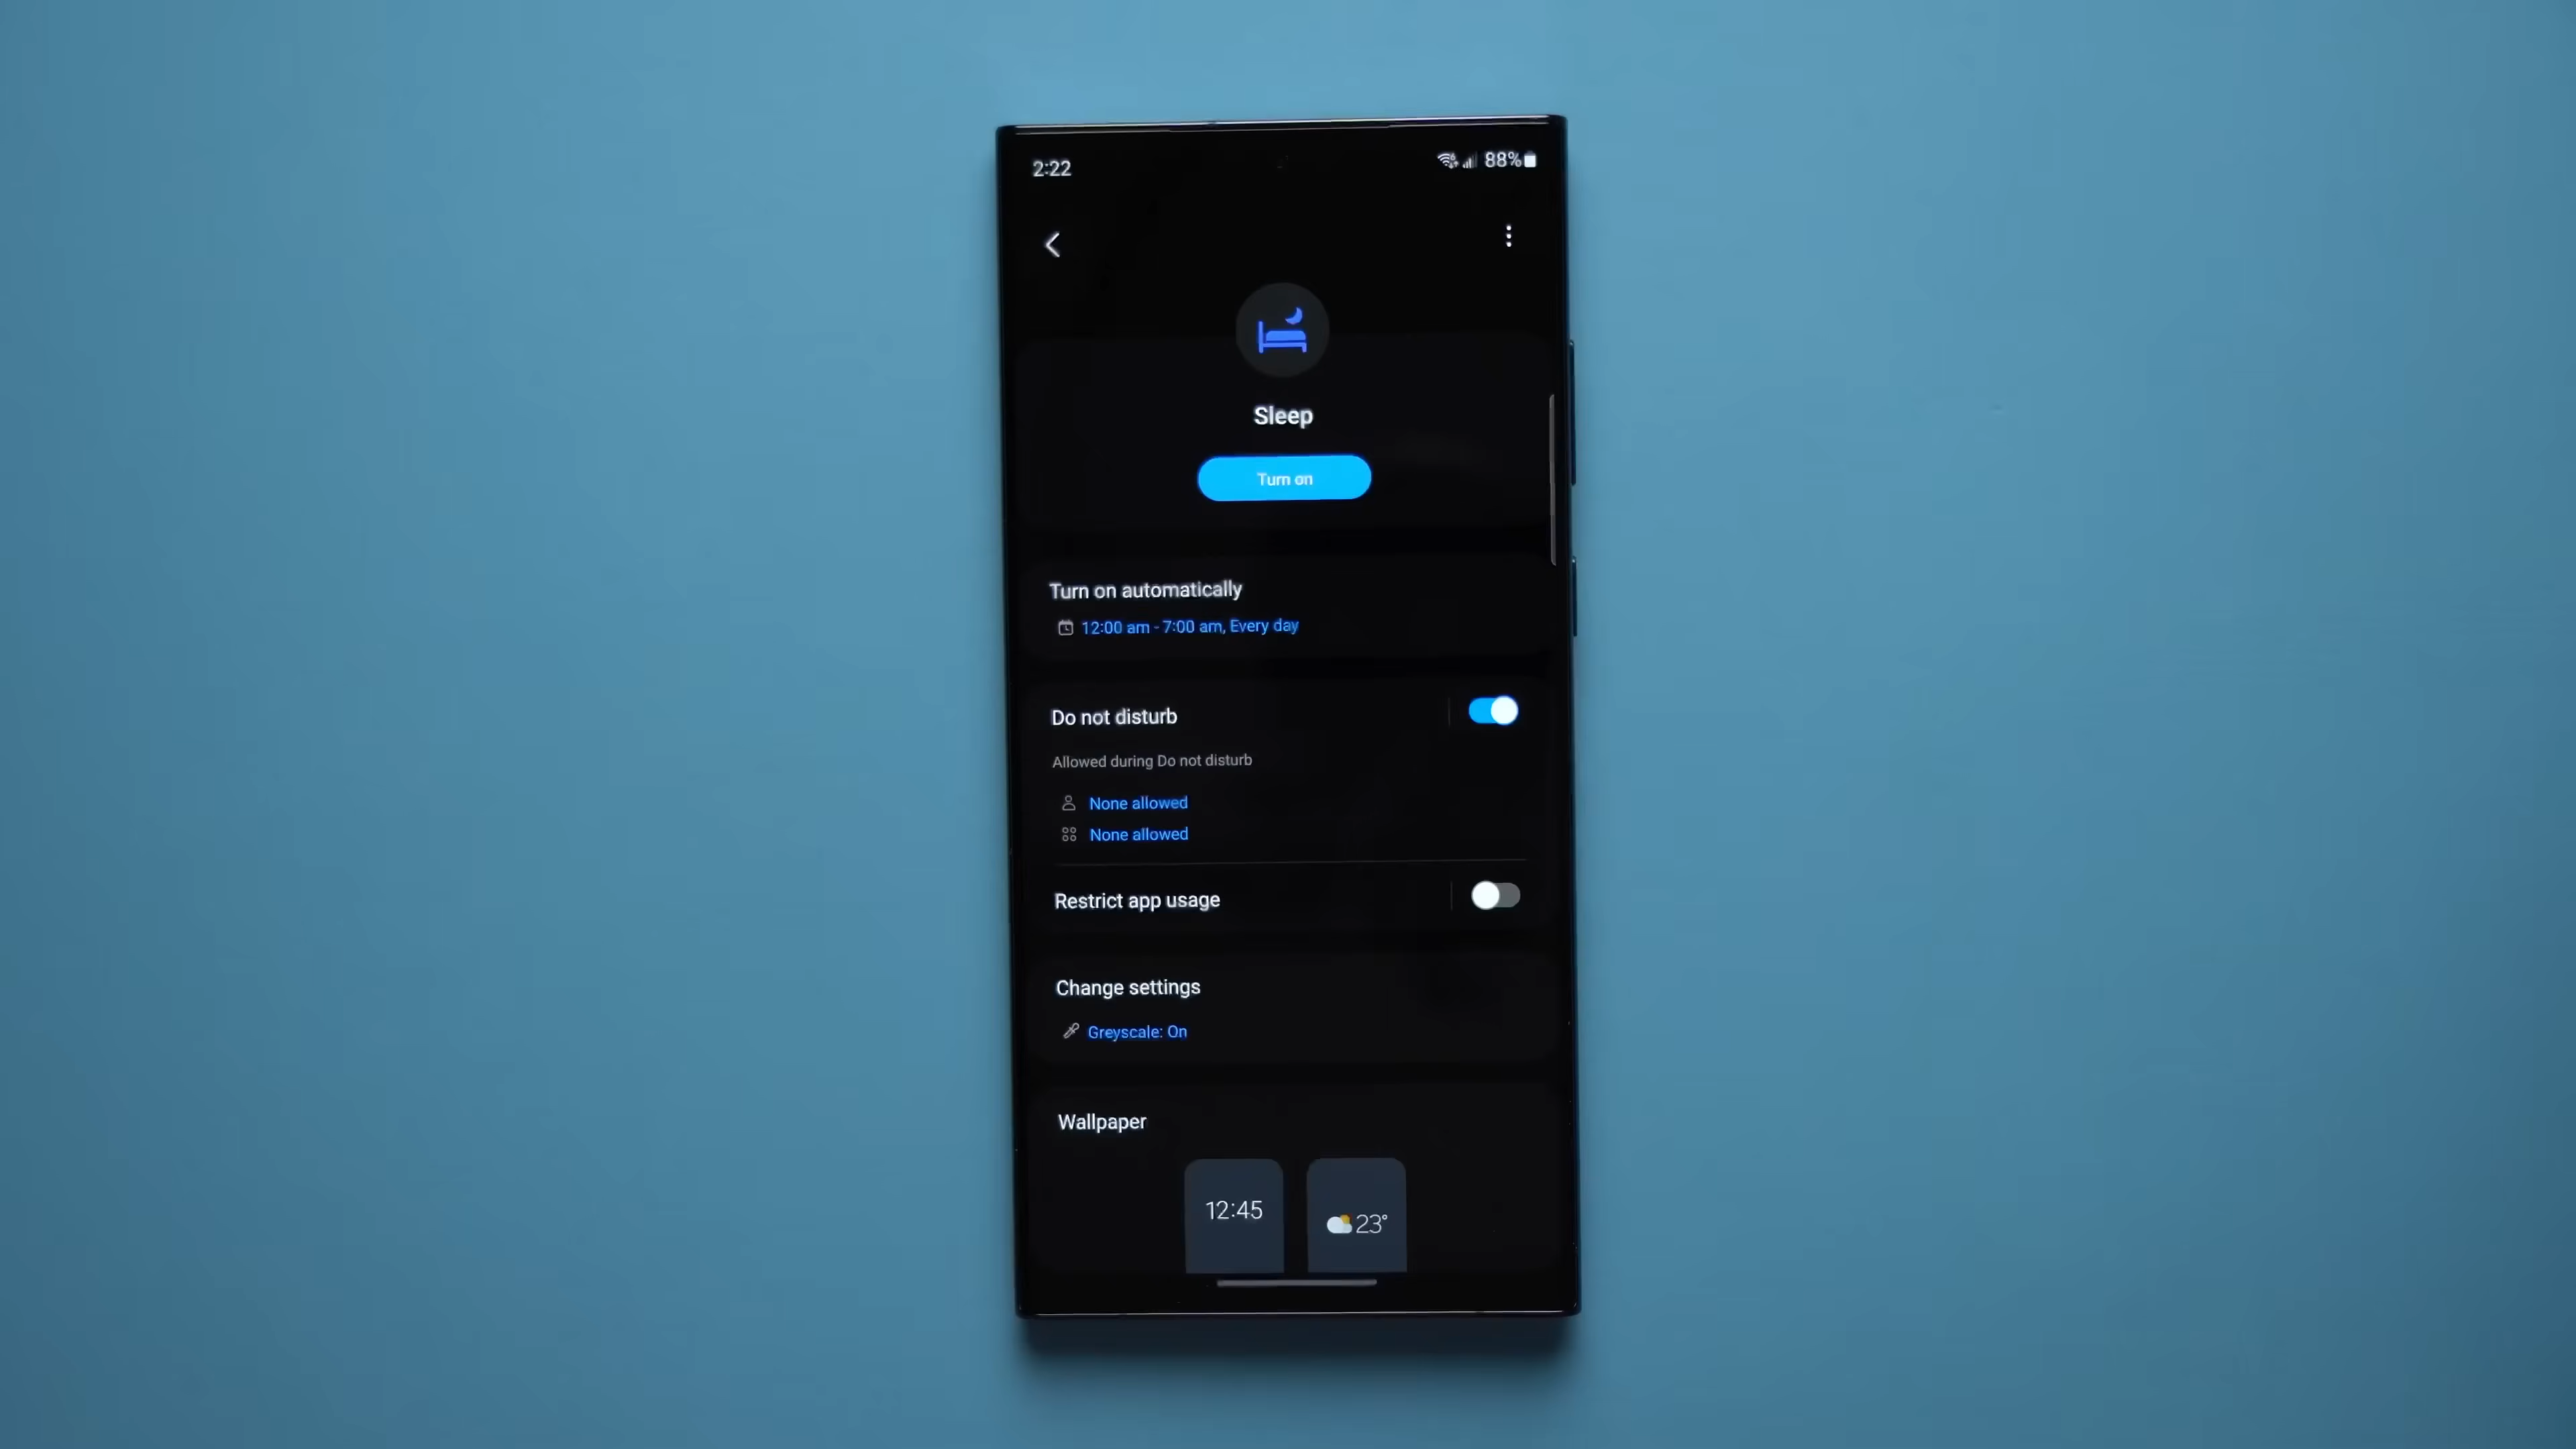 2:22
88%
Sleep
Turn on
Turn on automatically
12:00 am - 7:00 am, Every day
Do not disturb
Allowed during Do not disturb
None allowed
None allowed
Restrict app usage
Change settings
Greyscale: On
Wallpaper
12:45
23°